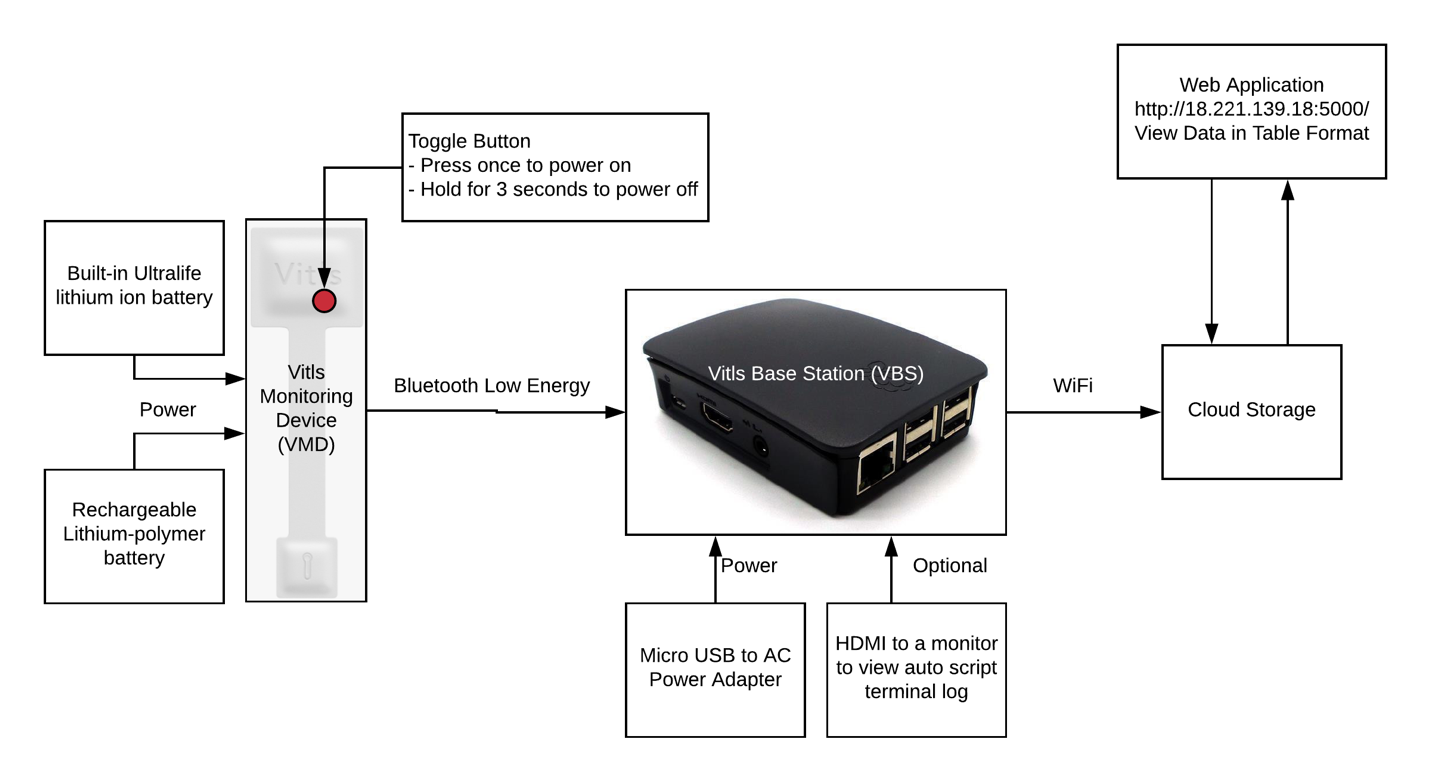 Web Application
http://18.221.139.18:5000/
View Data in Table Format
Toggle Button
- Press once to power on
- Hold for 3 seconds to power off
Built-in Ultralife
lithium ion battery
Vitls
Vitls
Monitoring
Device
(VMD)
Power
Rechargeable
Lithium-polymer
battery
Bluetooth Low Energy
Vitls Base Station (VBS)
WiFi
Cloud Storage
Power
Optional
Micro USB to AC
Power Adapter
HDMI to a monitor
to view auto script
terminal log